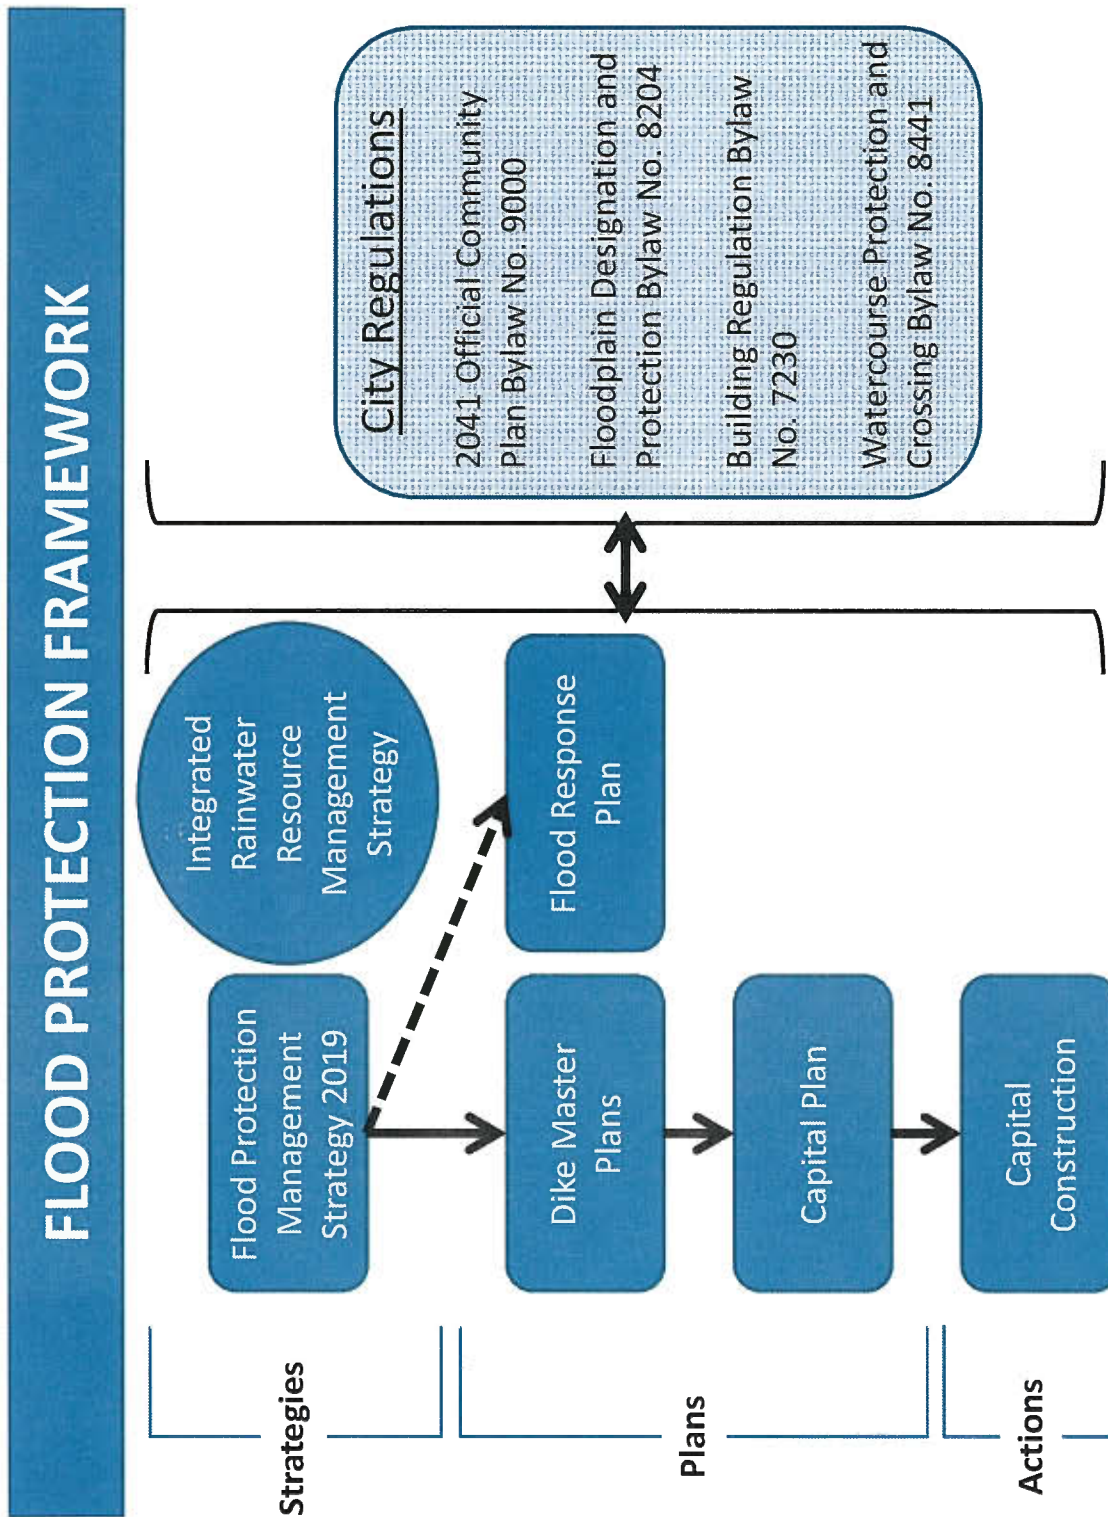 FLOOD PROTECTION FRAMEWORK
Strategies
Flood Protection
Management
Strategy 2019
Integrated
Rainwater
Resource
Management
Strategy
Plans
Dike Master
Plans
Flood Response
Plan
Capital Plan
Actions
Capital
Construction
City Regulations
2041 Official Community
Plan Bylaw No. 9000
Floodplain Designation and
Protection Bylaw No. 8204
Building Regulation Bylaw
No. 7230
Watercourse Protection and
Crossing Bylaw No. 8441